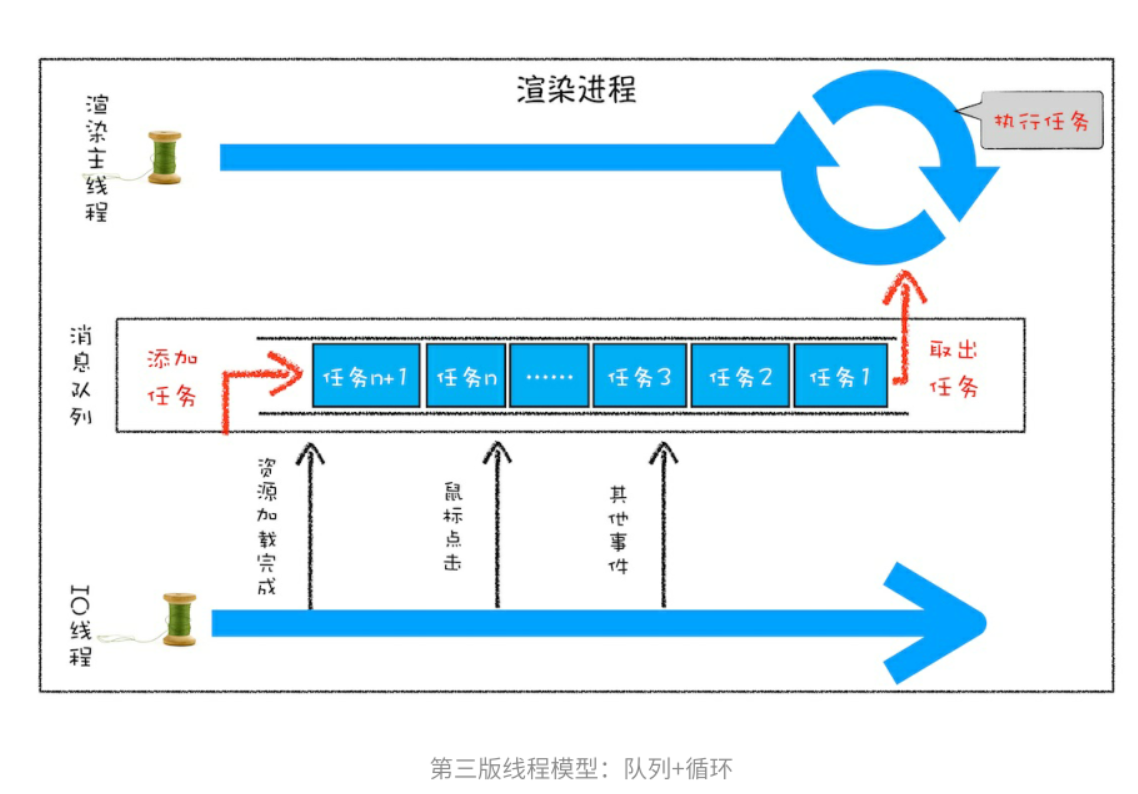 渲染进程
渲染主线程
执行任务
消息队列
添加
任务
任务n+1
任务n
······
任务3
任务2
任务1
取出
任务
资源加载完成
鼠标点击
其他事件
IO线程
第三版线程模型：队列+循环